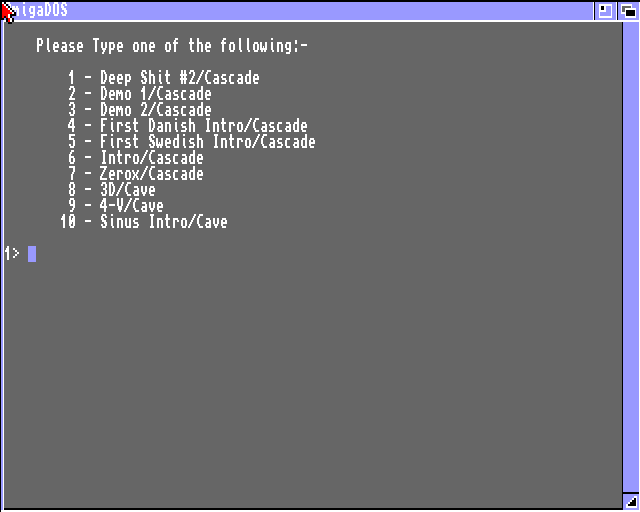 migaDOS
Please Type one of the following:-
1 - Deep Shit #2/Cascade
2 - Demo 1/Cascade
3 - Demo 2/Cascade
4 - First Danish Intro/Cascade
5 - First Swedish Intro/Cascade
6 - Intro/Cascade
7 - Zerox/Cascade
8 - 3D/Cave
9 - 4-V/Cave
10 - Sinus Intro/Cave
1>